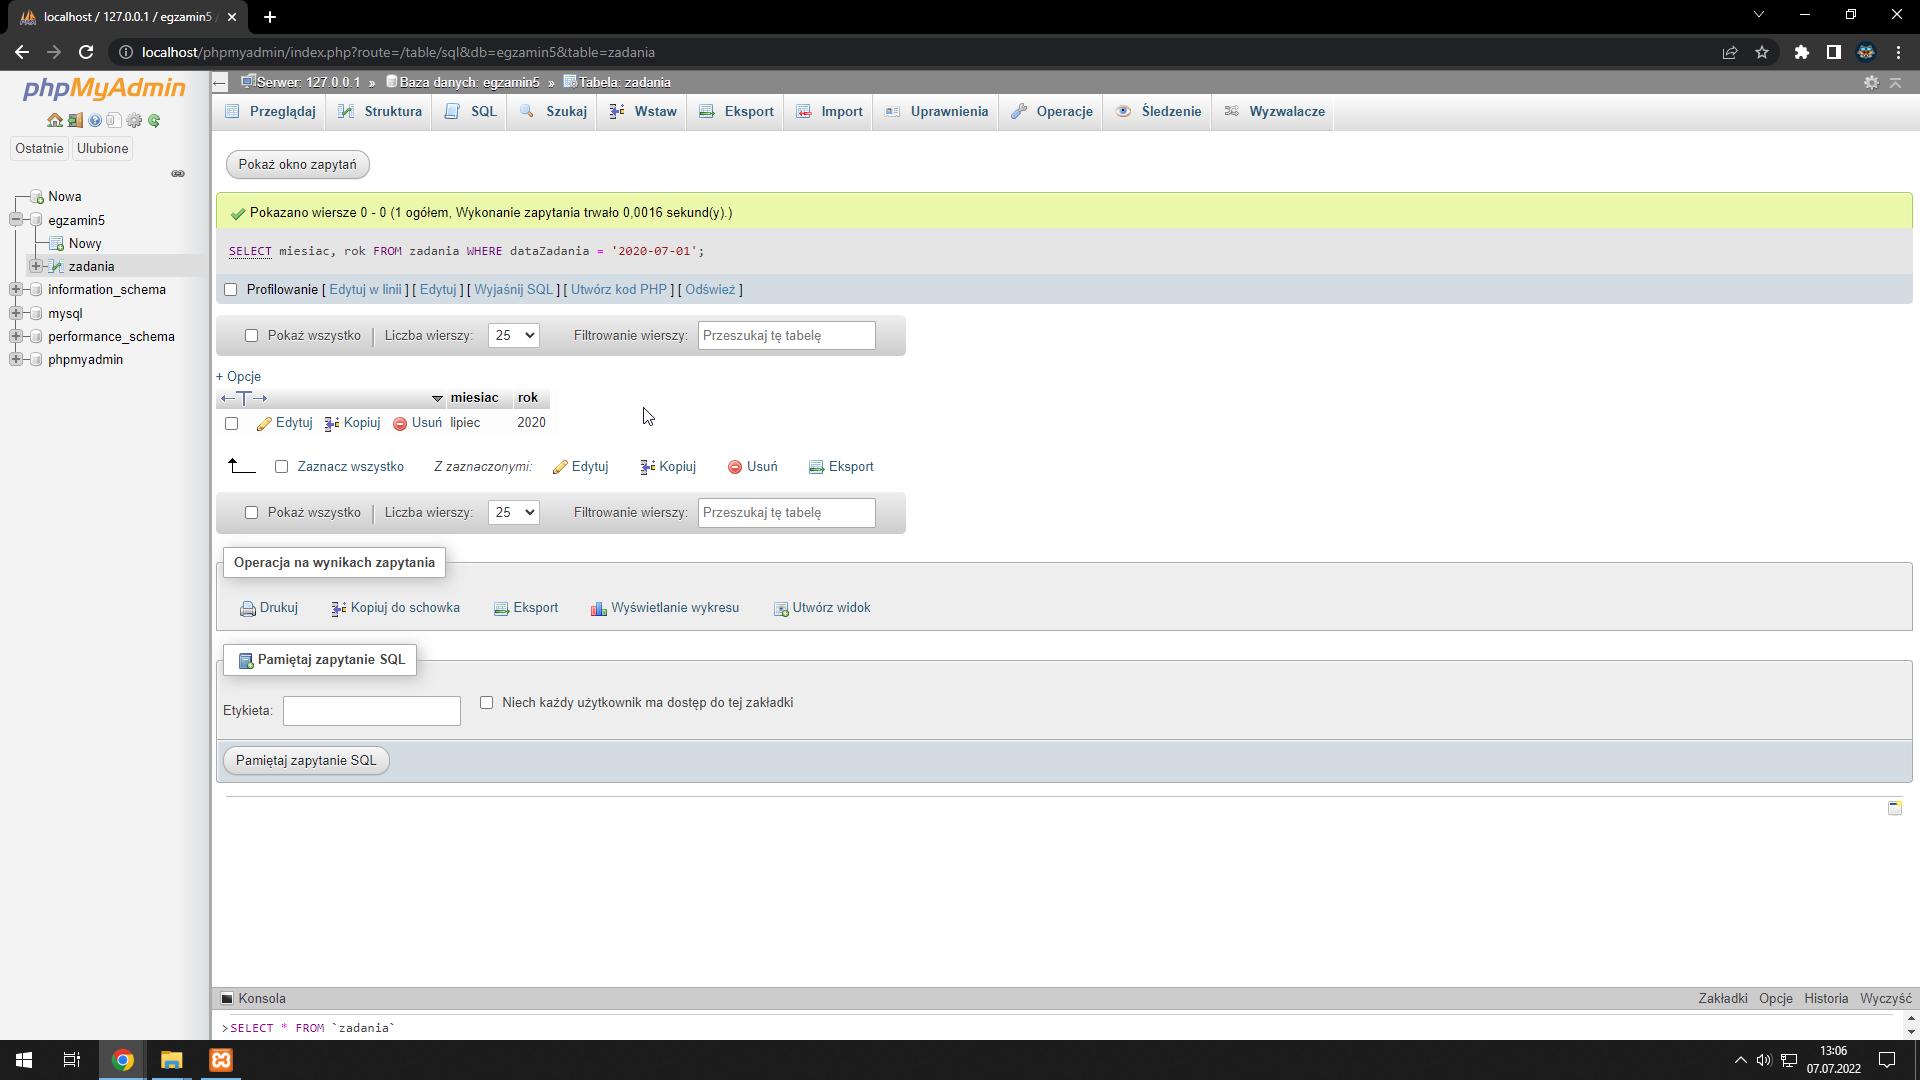 localhost / 127.0.0.1 / egzamin5
localhost/phpmyadmin/index.php?route=/table/sql&db=egzamin5&table=zadania
phpMyAdmin
Ostatnie
Ulubione
Nowa
egzamin5
Nowy
zadania
information_schema
mysql
performance_schema
phpmyadmin
Serwer: 127.0.0.1 » Baza danych: egzamin5 » Tabela: zadania
Przeglądaj Struktura SQL Szukaj Wstaw Eksport Import Uprawnienia Operacje Śledzenie Wyzwalacze
Pokaż okno zapytań
Pokazano wiersze 0 - 0 (1 ogółem, Wykonanie zapytania trwało 0,0016 sekund(y).)
SELECT miesiac, rok FROM zadania WHERE dataZadania = '2020-07-01';
Profilowanie [ Edytuj w linii ] [ Edytuj ] [ Wyjaśnij SQL ] [ Utwórz kod PHP ] [ Odśwież ]
Pokaż wszystko | Liczba wierszy: 25 Filtrowanie wierszy: Przeszukaj tę tabelę
+ Opcje
←T→ miesiac rok
Edytuj Kopiuj Usuń lipiec 2020
Zaznacz wszystko Z zaznaczonymi: Edytuj Kopiuj Usuń Eksport
Pokaż wszystko | Liczba wierszy: 25 Filtrowanie wierszy: Przeszukaj tę tabelę
Operacja na wynikach zapytania
Drukuj Kopiuj do schowka Eksport Wyświetlanie wykresu Utwórz widok
Pamiętaj zapytanie SQL
Etykieta: Niech każdy użytkownik ma dostęp do tej zakładki
Pamiętaj zapytanie SQL
Konsola Zakładki Opcje Historia Wyczyść
>SELECT * FROM `zadania`
13:06
07.07.2022